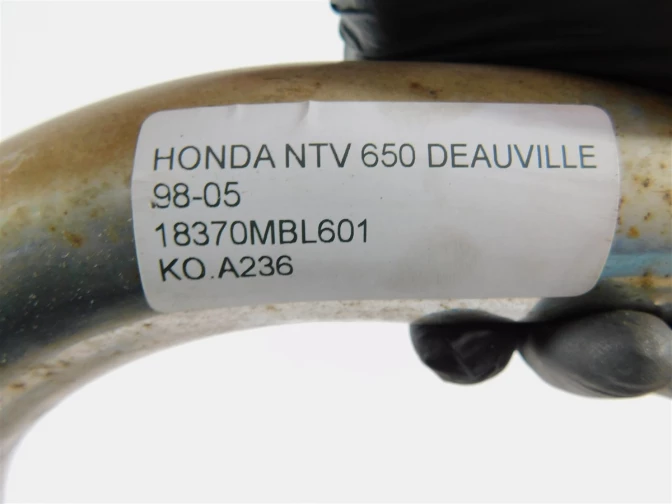 HONDA NTV 650 DEAUVILLE
98-05
18370MBL601
KO.A236